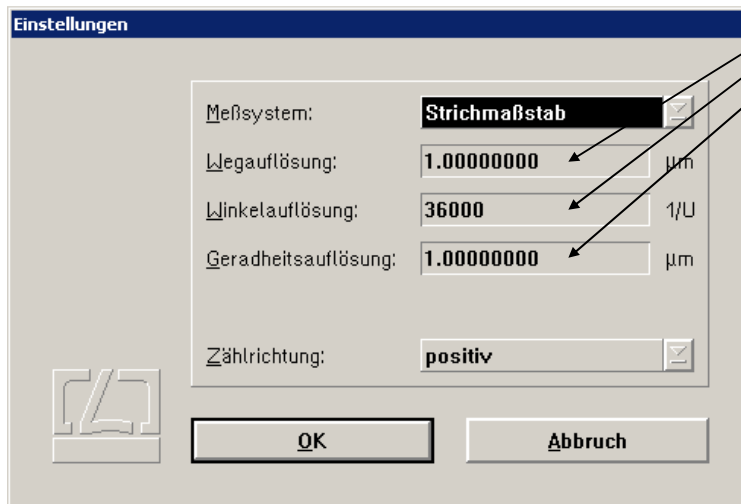 Einstellungen
Meßsystem: Strichmaßstab
Wegauflösung: 1.00000000 µm
Winkelauflösung: 36000 1/U
Geradheitsauflösung: 1.00000000 µm
Zählrichtung: positiv
OK Abbruch